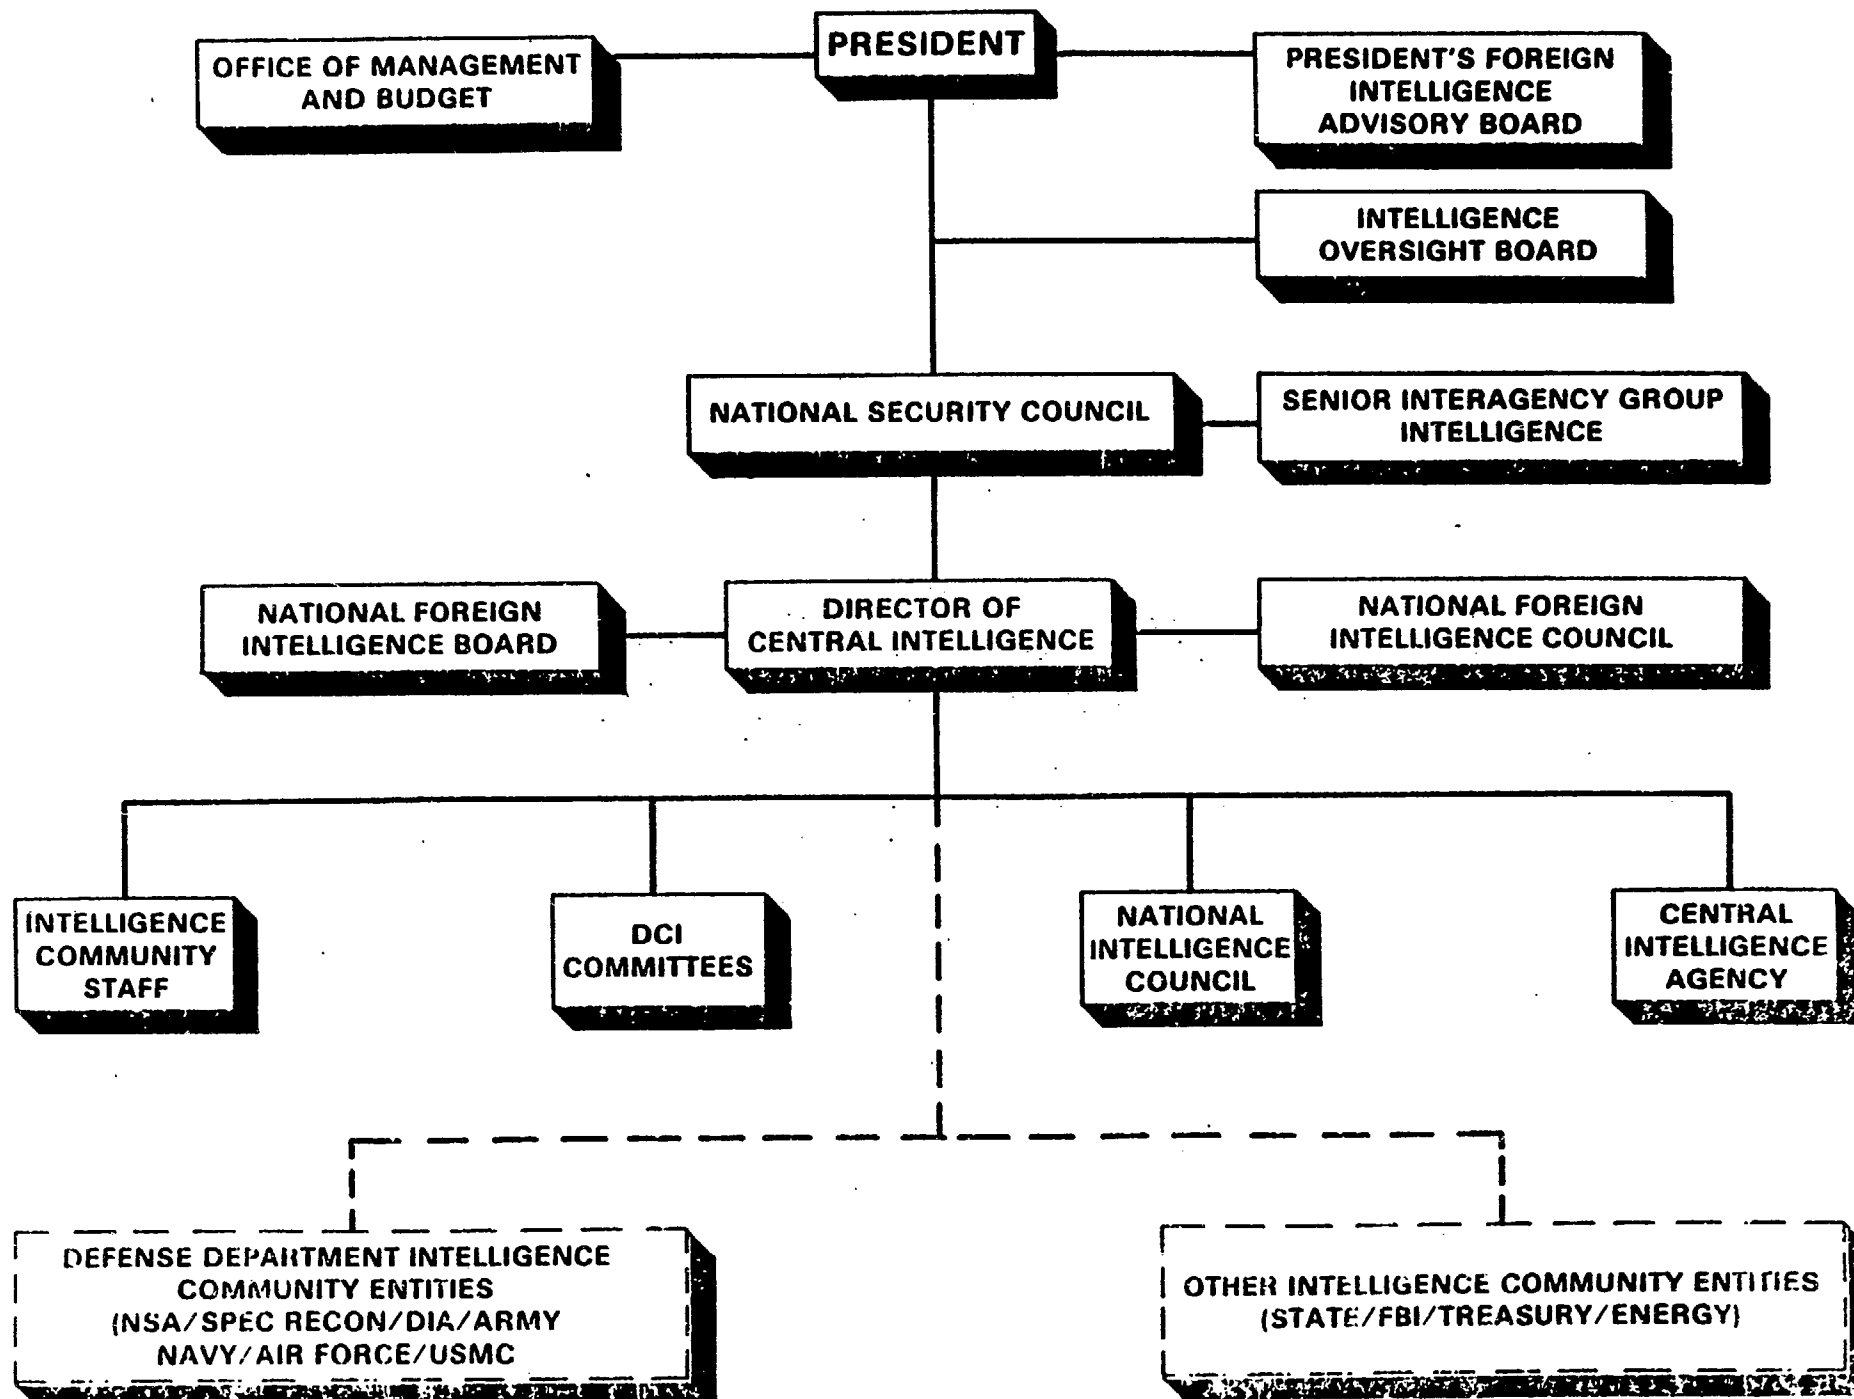 PRESIDENT
OFFICE OF MANAGEMENT
AND BUDGET
PRESIDENT'S FOREIGN
INTELLIGENCE
ADVISORY BOARD
INTELLIGENCE
OVERSIGHT BOARD
NATIONAL SECURITY COUNCIL
SENIOR INTERAGENCY GROUP
INTELLIGENCE
NATIONAL FOREIGN
INTELLIGENCE BOARD
DIRECTOR OF
CENTRAL INTELLIGENCE
NATIONAL FOREIGN
INTELLIGENCE COUNCIL
INTELLIGENCE
COMMUNITY
STAFF
DCI
COMMITTEES
NATIONAL
INTELLIGENCE
COUNCIL
CENTRAL
INTELLIGENCE
AGENCY
DEFENSE DEPARTMENT INTELLIGENCE
COMMUNITY ENTITIES
(NSA/SPEC RECON/DIA/ARMY
NAVY/AIR FORCE/USMC
OTHER INTELLIGENCE COMMUNITY ENTITIES
(STATE/FBI/TREASURY/ENERGY)